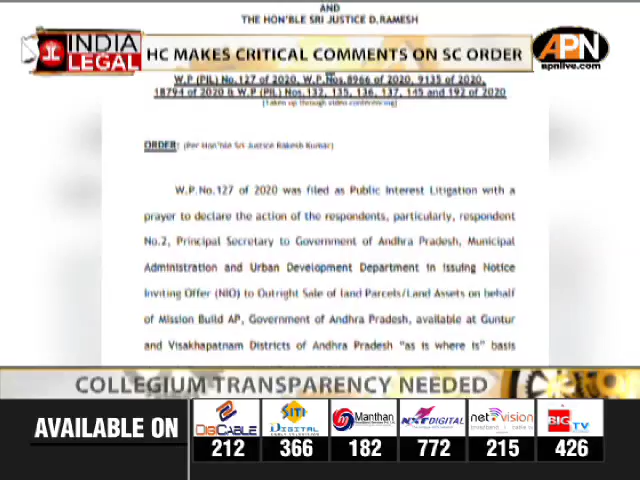 AND
THE HON'BLE SRI JUSTICE D.RAMESH
INDIA
LEGAL
HC MAKES CRITICAL COMMENTS ON SC ORDER
APN
apnlive.com
W.P (PIL) No.127 of 2020, W.P.Nos.8966 of 2020, 9135 of 2020,
18794 of 2020 & W.P (PIL) Nos.132, 135, 136, 137, 145 and 192 of 2020
(Taken up through video conferencing)
ORDER: (Per Hon'ble Sri Justice Rakesh Kumar)
W.P.No.127 of 2020 was filed as Public Interest Litigation with a
prayer to declare the action of the respondents, particularly, respondent
No.2, Principal Secretary to Government of Andhra Pradesh, Municipal
Administration and Urban Development Department in issuing Notice
Inviting Offer (NIO) to Outright Sale of land Parcels/Land Assets on behalf
of Mission Build AP, Government of Andhra Pradesh, available at Guntur
and Visakhapatnam Districts of Andhra Pradesh "as is where is" basis
COLLEGIUM TRANSPARENCY NEEDED
AVAILABLE ON
DIGICABLE
SITI
DIGITAL
Manthan
NXTDIGITAL
net vision
BIG
TV
212
366
182
772
215
426